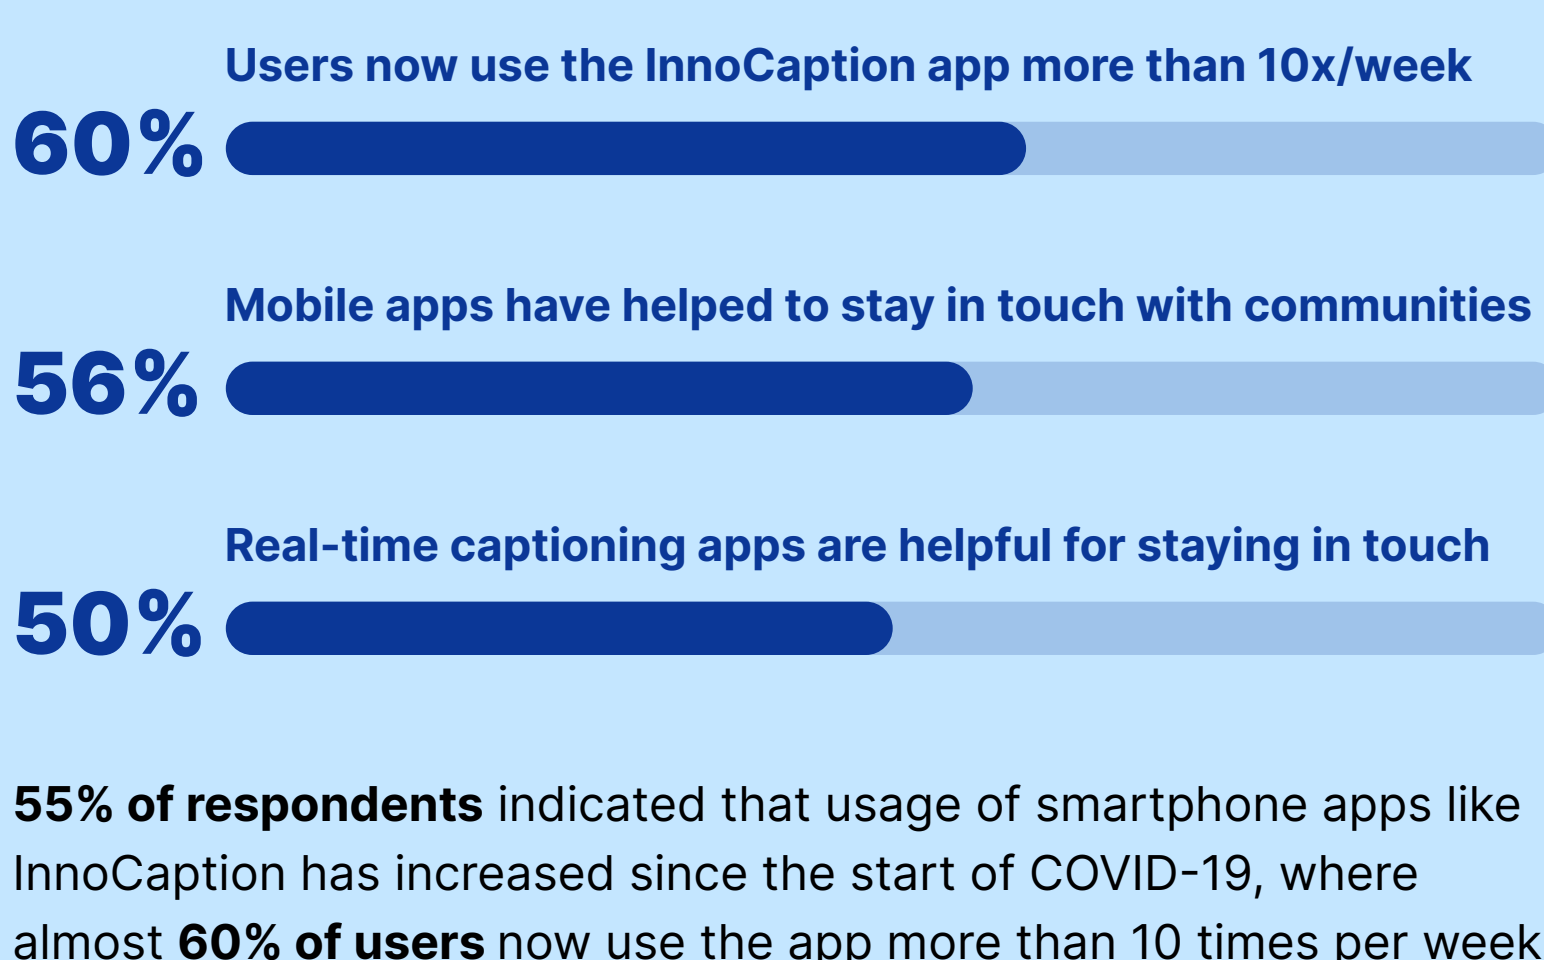 Users now use the InnoCaption app more than 10x/week
60%
Mobile apps have helped to stay in touch with communities
56%
Real-time captioning apps are helpful for staying in touch
50%
55% of respondents indicated that usage of smartphone apps like
InnoCaption has increased since the start of COVID-19, where
almost 60% of users now use the app more than 10 times per week